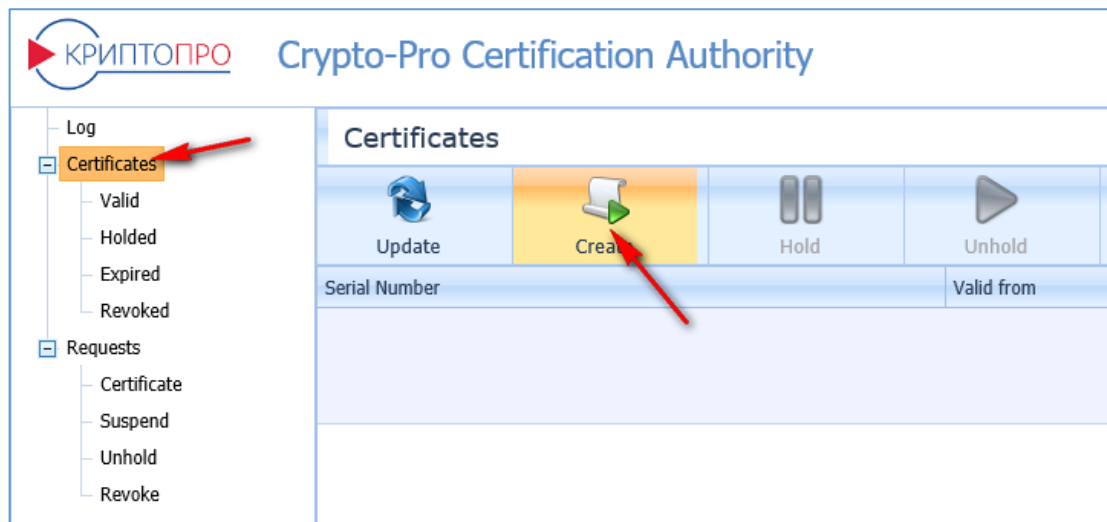 КРИПТОПРО
Crypto-Pro Certification Authority
Log
Certificates
Valid
Holded
Expired
Revoked
Requests
Certificate
Suspend
Unhold
Revoke
Certificates
Update Create Hold Unhold
Serial Number Valid from